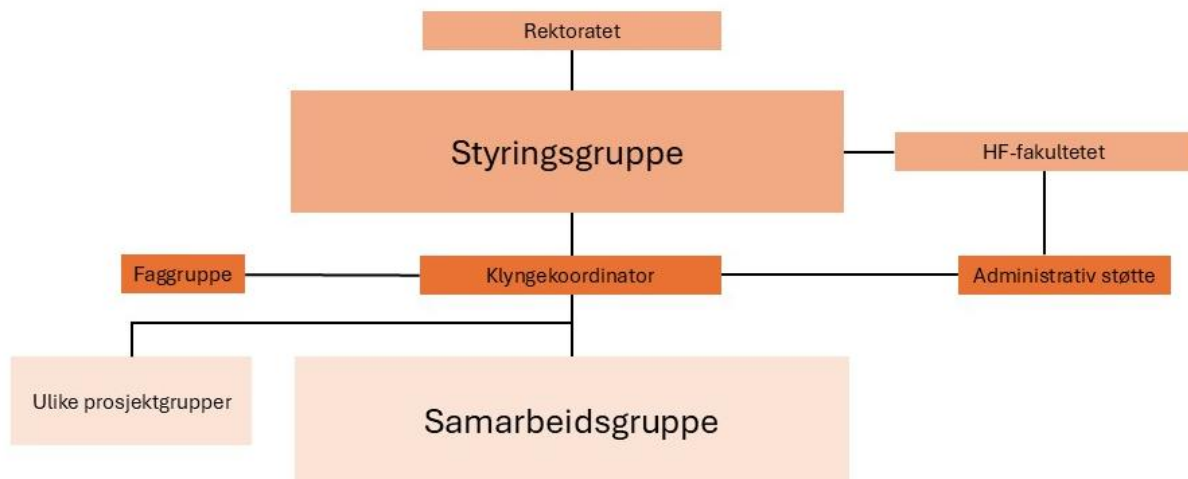 Rektoratet
Styringsgruppe
HF-fakultetet
Faggruppe
Klyngekoordinator
Administrativ støtte
Ulike prosjektgrupper
Samarbeidsgruppe